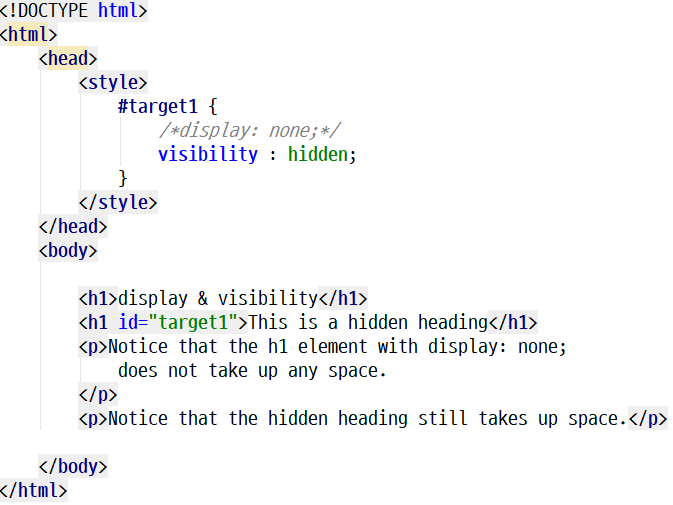 <!DOCTYPE html>
<html>
<head>
<style>
#target1 {
/*display: none;*/
visibility : hidden;
}
</style>
</head>
<body>
<h1>display & visibility</h1>
<h1 id="target1">This is a hidden heading</h1>
<p>Notice that the h1 element with display: none;
does not take up any space.
</p>
<p>Notice that the hidden heading still takes up space.</p>
</body>
</html>